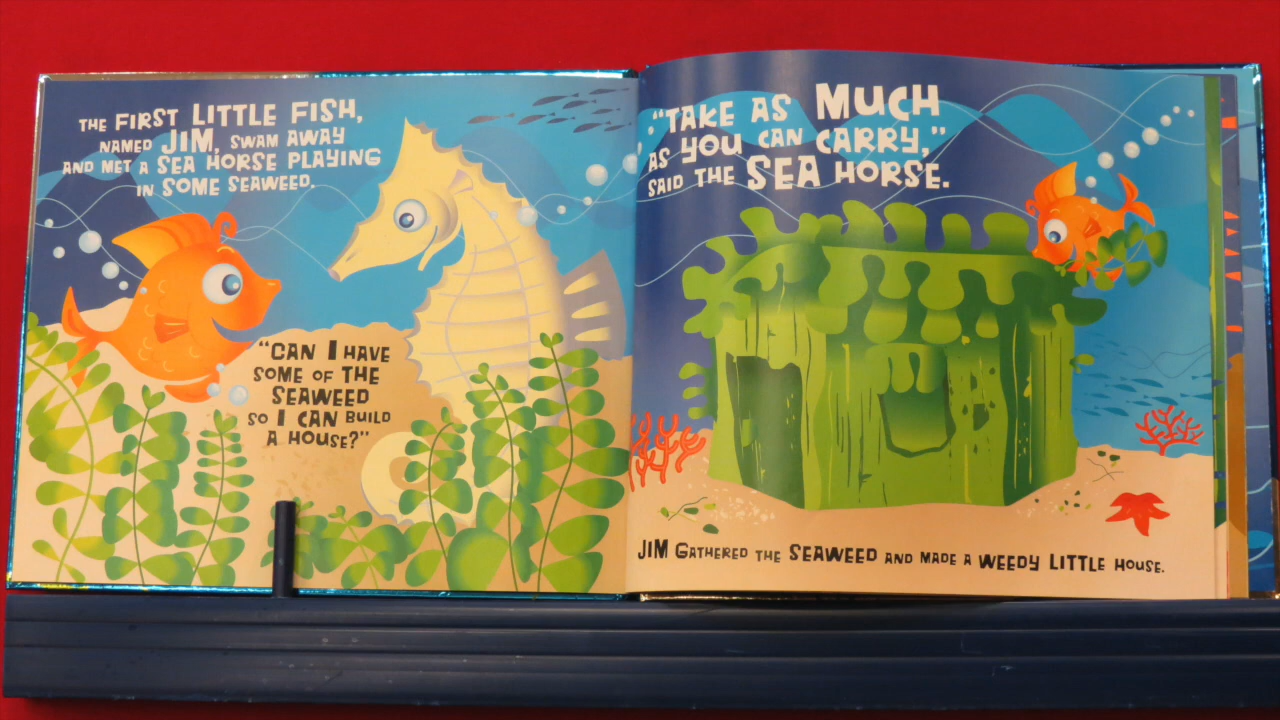 THE FIRST LITTLE FISH,
NAMED JIM, SWAM AWAY
AND MET A SEA HORSE PLAYING
IN SOME SEAWEED.
"CAN I HAVE
SOME OF THE
SEAWEED
SO I CAN BUILD
A HOUSE?"
"TAKE AS MUCH
AS YOU CAN CARRY,"
SAID THE SEA HORSE.
JIM GATHERED THE SEAWEED AND MADE A WEEDY LITTLE HOUSE.